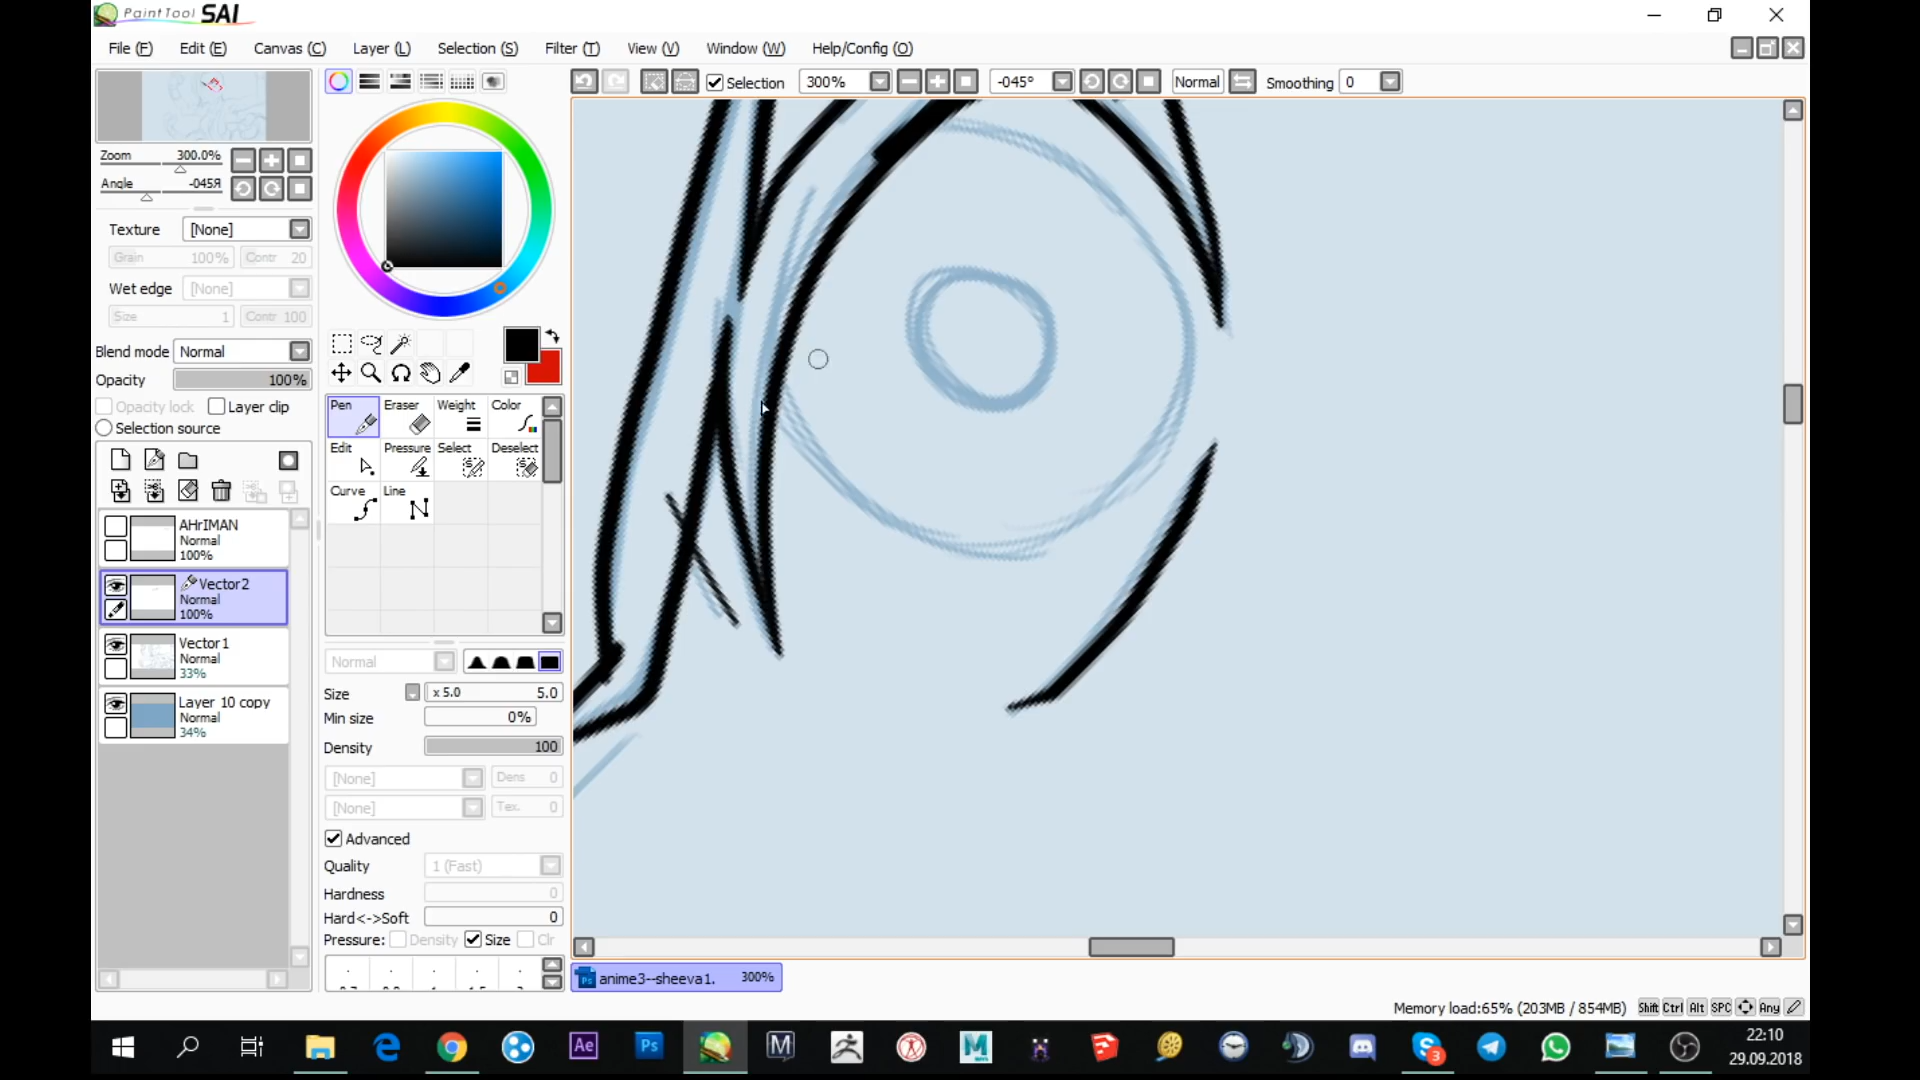 PaintTool SAI
File (F) Edit (E) Canvas (C) Layer (L) Selection (S) Filter (T) View (V) Window (W) Help/Config (O)
Selection 300% -045° Normal Smoothing 0
Zoom 300.0%
Angle -045Я
Texture [None]
Grain 100% Contr 20
Wet edge [None]
Size 1 Contr 100
Blend mode Normal
Opacity 100%
Opacity lock Layer clip
Selection source
AHrIMAN
Normal
100%
Vector2
Normal
100%
Vector1
Normal
33%
Layer 10 copy
Normal
34%
Pen Eraser Weight Color
Edit Pressure Select Deselect
Curve Line
Normal
Size x 5.0 5.0
Min size 0%
Density 100
[None] Dens 0
[None] Tex. 0
Advanced
Quality 1 (Fast)
Hardness 0
Hard<->Soft 0
Pressure: Density Size Clr
anime3--sheeva1. 300%
Memory load:65% (203MB / 854MB) Shift Ctrl Alt SPC Any
Ae Ps M M S 3
22:10
29.09.2018